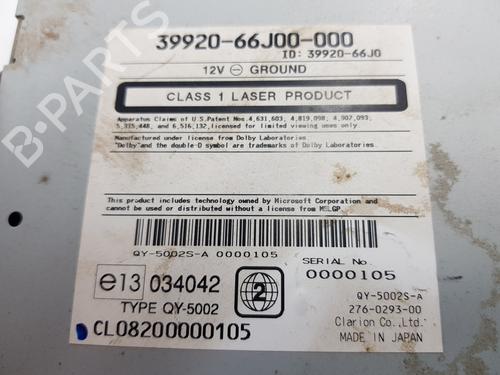 39920-66J00-000
ID: 39920-66J0
12V ⊖ GROUND
CLASS 1 LASER PRODUCT
Apparatus Claims of U.S.Patent Nos.4,631,603, 4,819,098, 4,907,093,
5,315,448, and 6,516,132,licensed for limited viewing uses only.
Manufactured under license from Dolby Laboratories.
"Dolby"and the double-D symbol are trademarks of Dolby Laboratories.
This product includes technology owned by Microsoft Corporation and
cannot be used or distributed without a license from MSLGP.
QY-5002S-A 0000105
SERIAL No.
0000105
e13 034042
TYPE QY-5002
2
QY-5002S-A
276-0293-00
Clarion Co.,Ltd.
MADE IN JAPAN
CL08200000105
B-PARTS